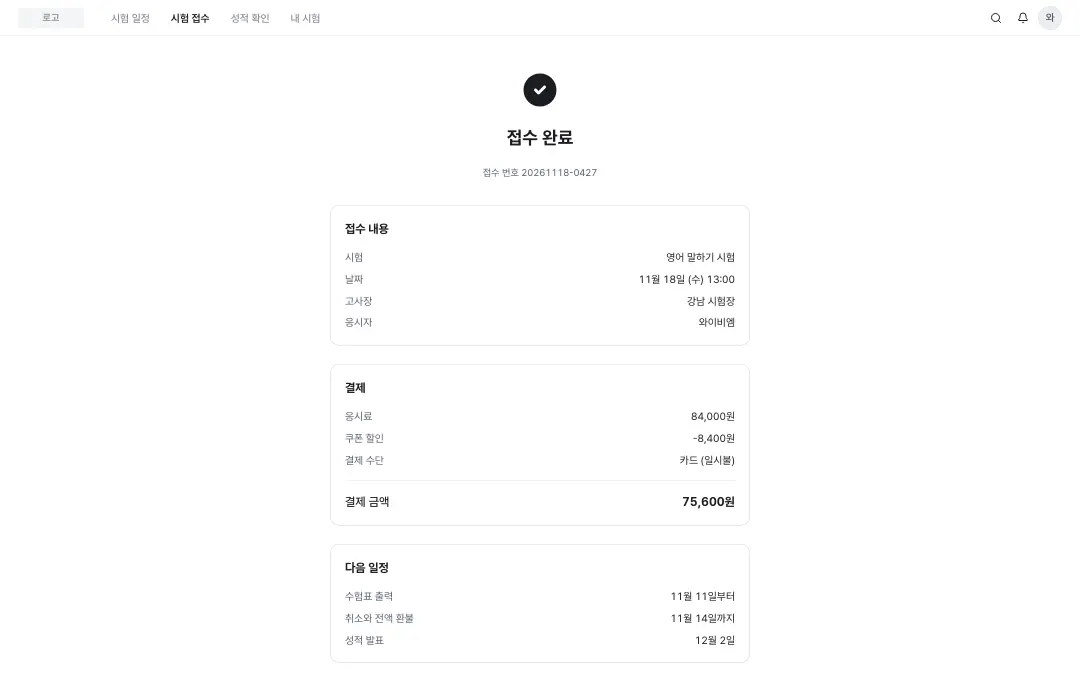 로고 시험 일정 시험 접수 성적 확인 내 시험 와
접수 완료
접수 번호 20261118-0427
접수 내용
시험 영어 말하기 시험
날짜 11월 18일 (수) 13:00
고사장 강남 시험장
응시자 와이비엠
결제
응시료 84,000원
쿠폰 할인 -8,400원
결제 수단 카드 (일시불)
결제 금액 75,600원
다음 일정
수험표 출력 11월 11일부터
취소와 전액 환불 11월 14일까지
성적 발표 12월 2일